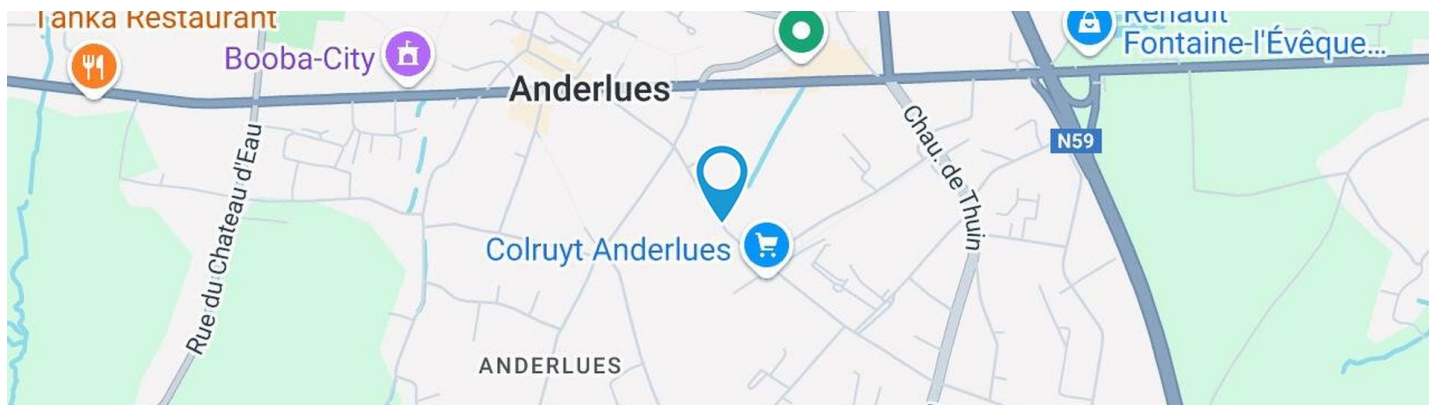 Tanka Restaurant
Renault
Fontaine-l'Évêque...
Booba-City
Anderlues
Chau. de Thuin
N59
Rue du Chateau d'Eau
Colruyt Anderlues
ANDERLUES